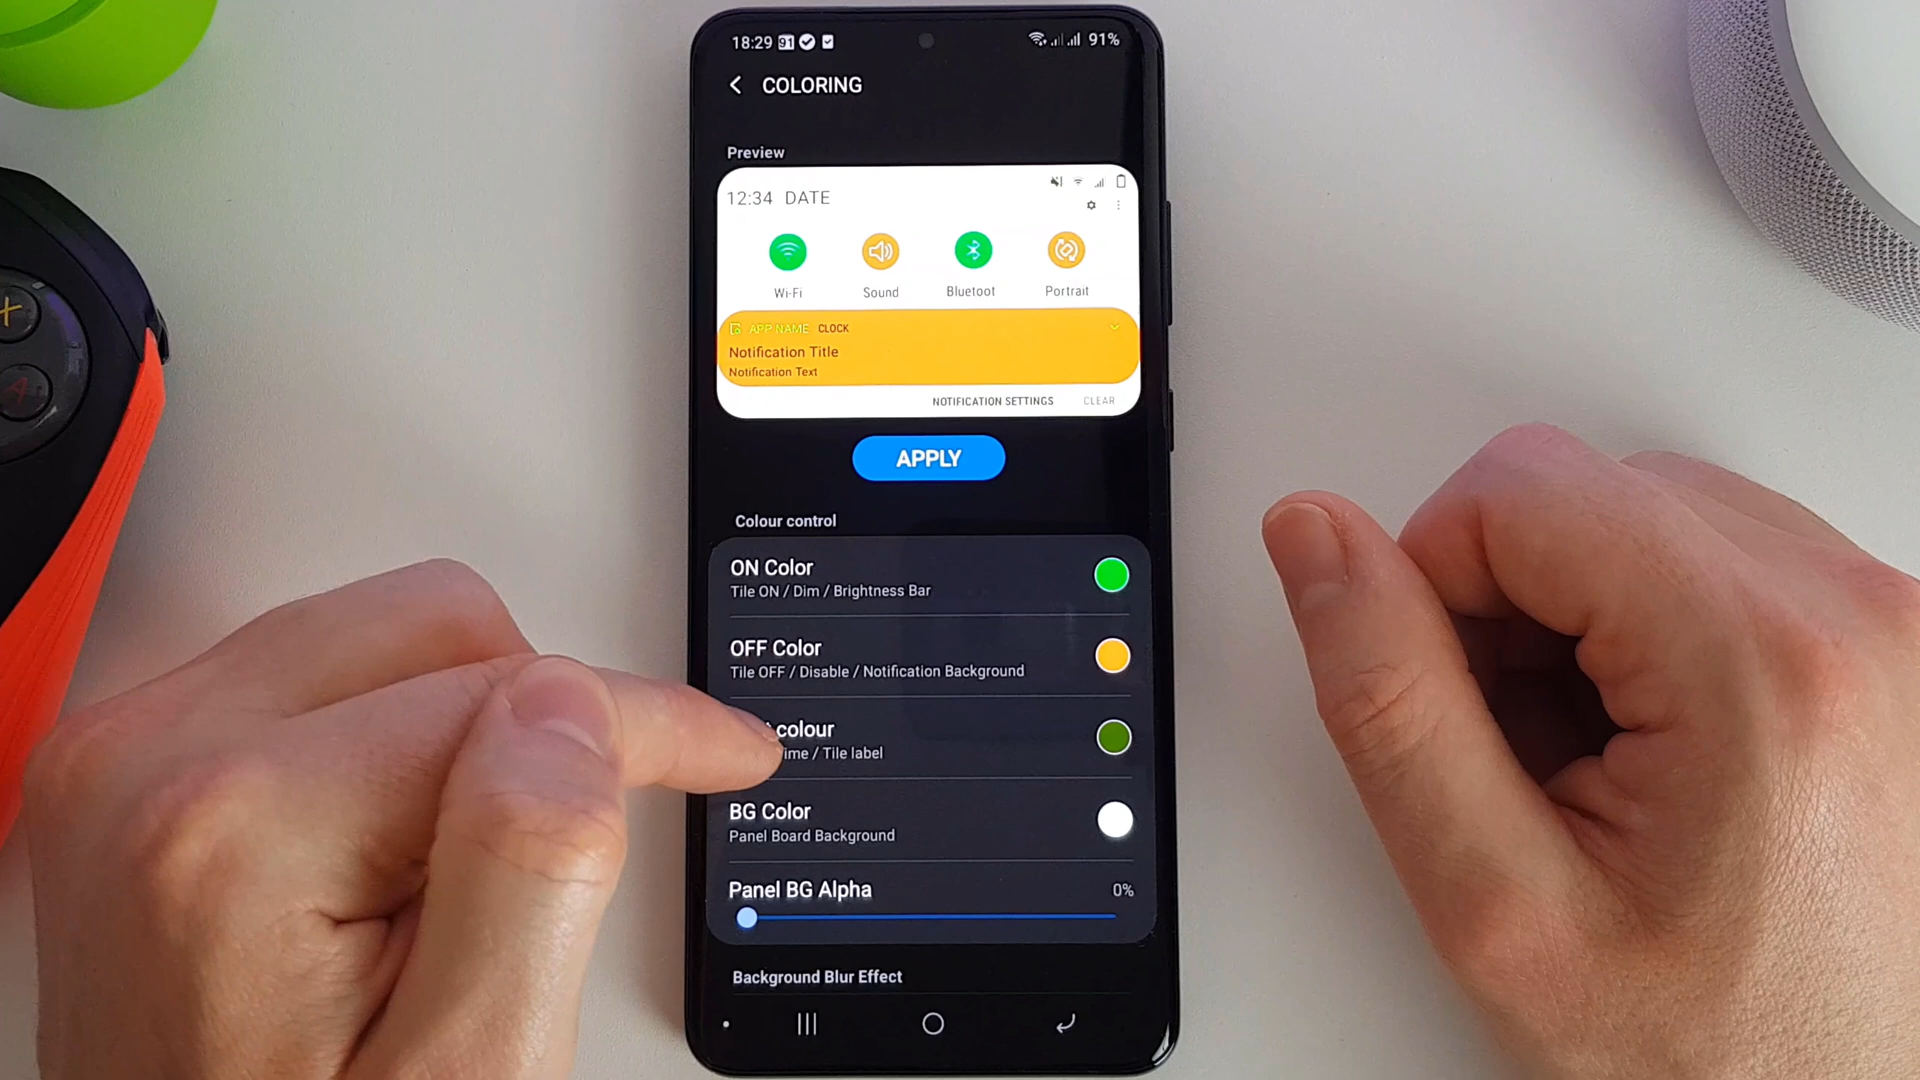 18:29 91 91%
COLORING
Preview
12:34 DATE
Wi-Fi Sound Bluetoot Portrait
APP NAME CLOCK
Notification Title
Notification Text
NOTIFICATION SETTINGS CLEAR
APPLY
Colour control
ON Color
Tile ON / Dim / Brightness Bar
OFF Color
Tile OFF / Disable / Notification Background
colour
/ Tile label
BG Color
Panel Board Background
Panel BG Alpha 0%
Background Blur Effect
A